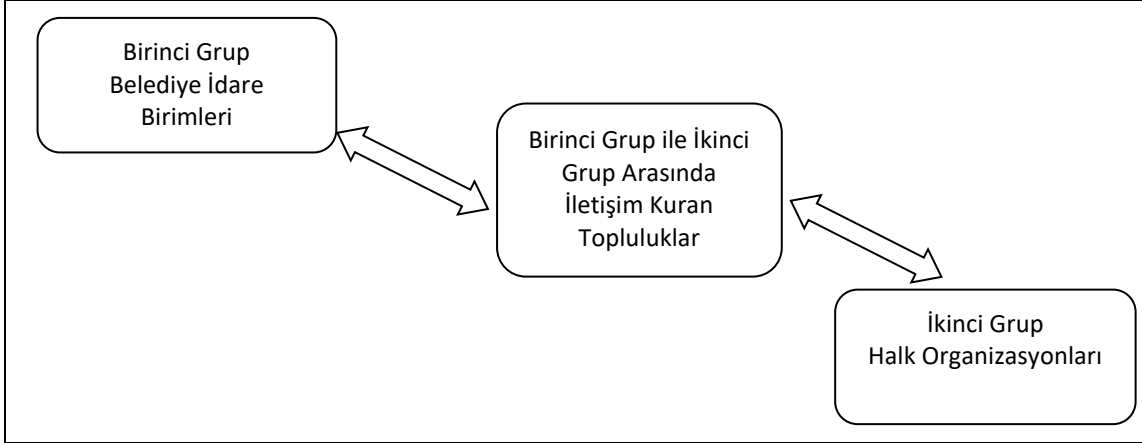 Birinci Grup
Belediye İdare
Birimleri
Birinci Grup ile İkinci
Grup Arasında
İletişim Kuran
Topluluklar
İkinci Grup
Halk Organizasyonları